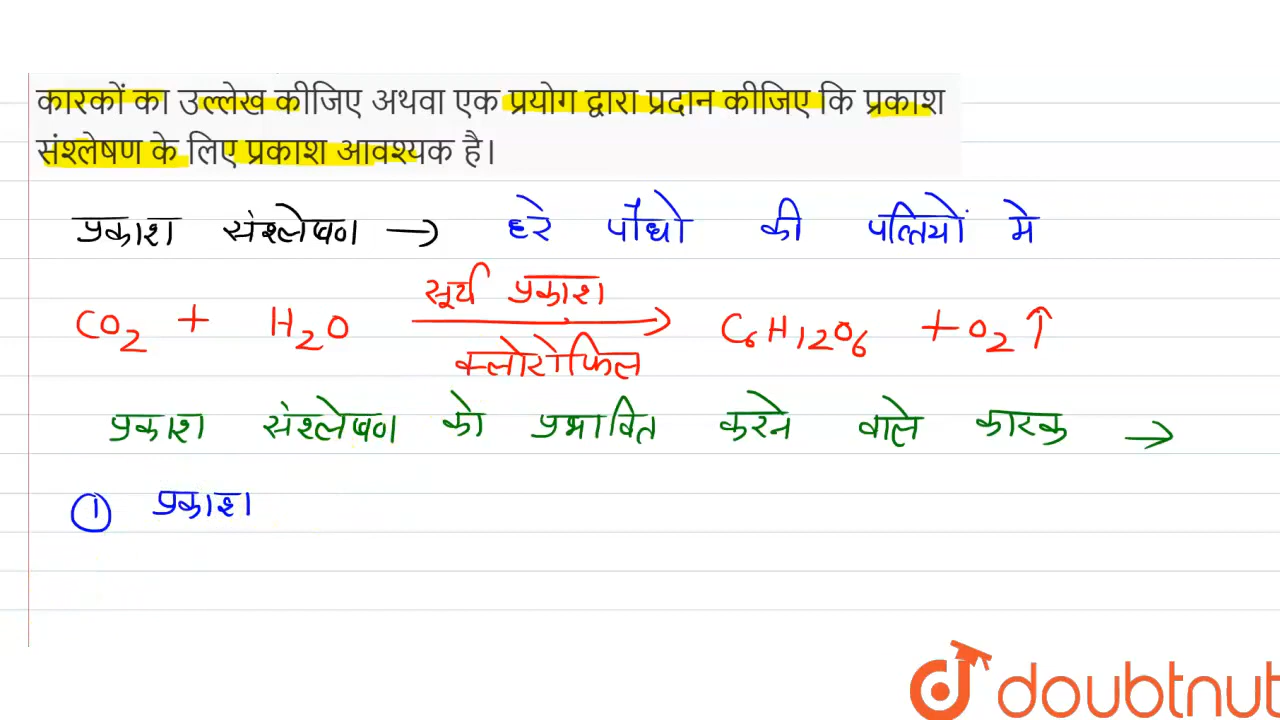 कारकों का उल्लेख कीजिए अथवा एक प्रयोग द्वारा प्रदान कीजिए कि प्रकाश
संश्लेषण के लिए प्रकाश आवश्यक है।
प्रकाश संश्लेषण → हरे पौधो की पत्तियों मे
सूर्य प्रकाश
CO₂ + H₂O → C₆H₁₂O₆ + O₂ ↑
क्लोरोफिल
प्रकाश संश्लेषण को प्रभावित करने वाले कारक →
① प्रकाश
doubtnut